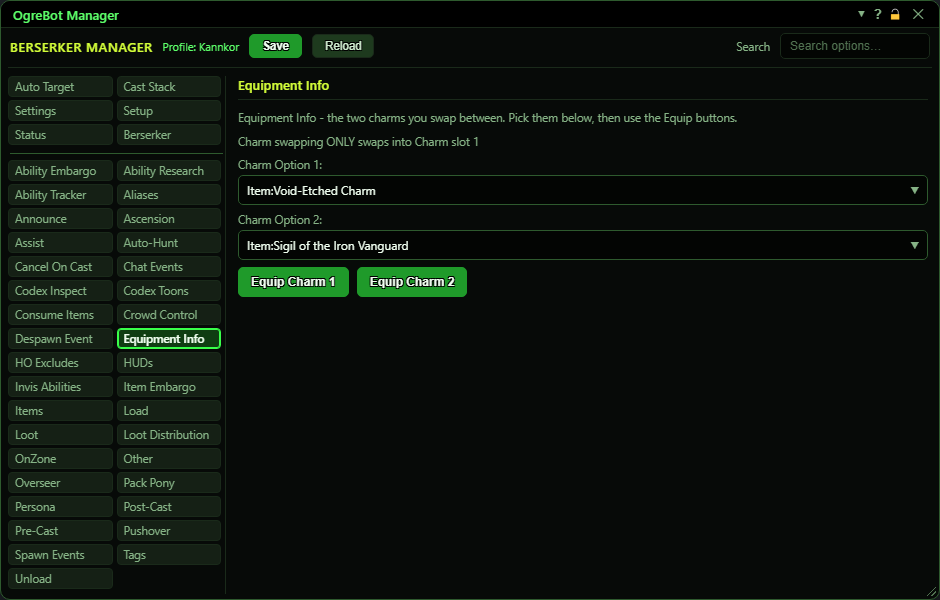 OgreBot Manager
▼ ?
BERSERKER MANAGER Profile: Kannkor Save Reload Search Search options...
Auto Target Cast Stack
Settings Setup
Status Berserker
Ability Embargo Ability Research
Ability Tracker Aliases
Announce Ascension
Assist Auto-Hunt
Cancel On Cast Chat Events
Codex Inspect Codex Toons
Consume Items Crowd Control
Despawn Event Equipment Info
HO Excludes HUDs
Invis Abilities Item Embargo
Items Load
Loot Loot Distribution
OnZone Other
Overseer Pack Pony
Persona Post-Cast
Pre-Cast Pushover
Spawn Events Tags
Unload
Equipment Info
Equipment Info - the two charms you swap between. Pick them below, then use the Equip buttons.
Charm swapping ONLY swaps into Charm slot 1
Charm Option 1:
Item:Void-Etched Charm
Charm Option 2:
Item:Sigil of the Iron Vanguard
Equip Charm 1 Equip Charm 2